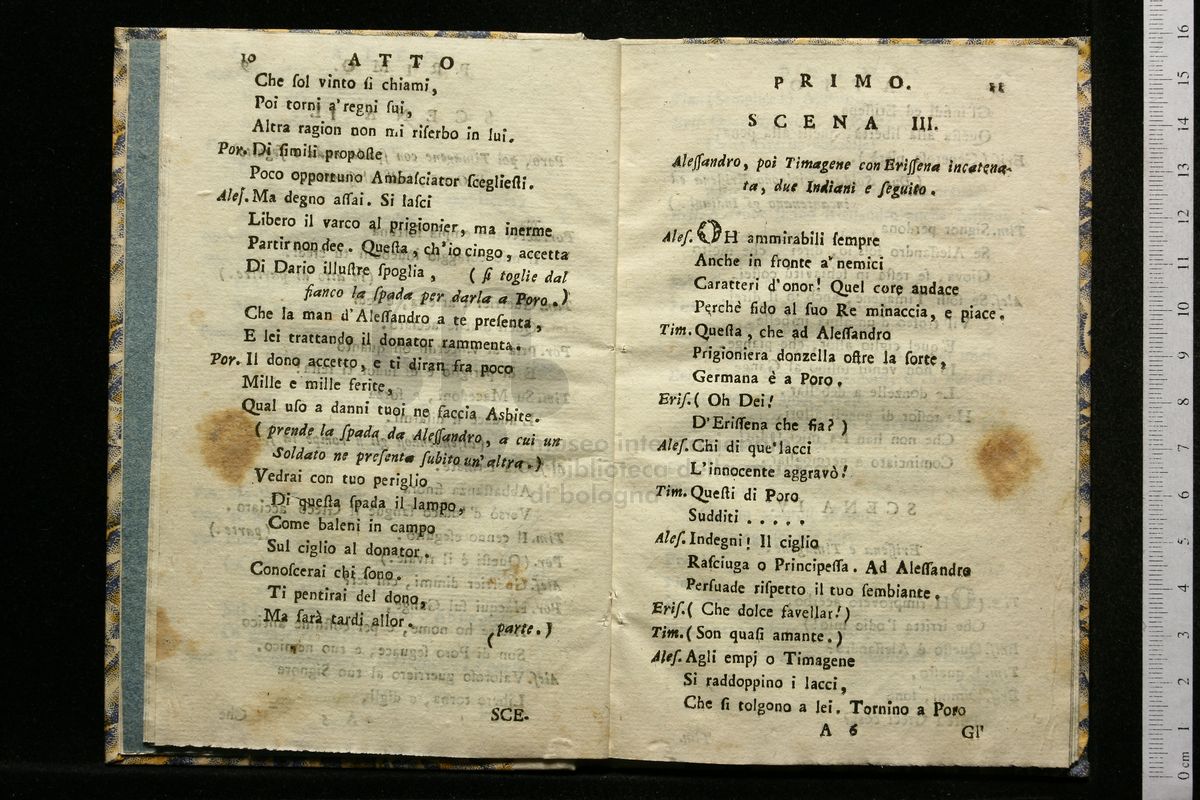 10 ATTO
Che ſol vinto ſi chiami,
Poi torni a'regni ſui,
Altra ragion non mi riſerbo in lui.
Por. Di ſimili propoſte
Poco opportuno Ambaſciator ſceglieſti.
Aleſ. Ma degno aſſai. Si laſci
Libero il varco al prigionier, ma inerme
Partir non dee. Queſta, ch'io cingo, accetta
Di Dario illuſtre ſpoglia, ( ſi toglie dal
fianco la ſpada per darla a Poro.)
Che la man d'Aleſſandro a te preſenta,
E lei trattando il donator rammenta.
Por. Il dono accetto, e ti diran fra poco
Mille e mille ferite,
Qual uſo a danni tuoi ne faccia Asbite.
( prende la ſpada da Aleſſandro, a cui un
Soldato ne preſenta ſubito un'altra.)
Vedrai con tuo periglio
Di queſta ſpada il lampo,
Come baleni in campo
Sul ciglio al donator.
Conoſcerai chi ſono.
Ti pentirai del dono,
Ma ſarà tardi allor.
(parte.)
SCE-
PRIMO. 11
SCENA III.
Aleſſandro, poi Timagene con Eriſſena incatena-
ta, due Indiani e ſeguito.
Aleſ. OH ammirabili ſempre
Anche in fronte a'nemici
Caratteri d'onor! Quel core audace
Perchè fido al ſuo Re minaccia, e piace.
Tim. Queſta, che ad Aleſſandro
Prigioniera donzella offre la ſorte,
Germana è a Poro.
Eriſ. ( Oh Dei!
D'Eriſſena che fia? )
Aleſ. Chi di que'lacci
L'innocente aggravò!
Tim. Queſti di Poro
Sudditi . . . . .
Aleſ. Indegni! Il ciglio
Raſciuga o Principeſſa. Ad Aleſſandro
Perſuade riſpetto il tuo ſembiante.
Eriſ. ( Che dolce favellar!)
Tim. (Son quaſi amante.)
Aleſ. Agli empj o Timagene
Si raddoppino i lacci,
Che ſi tolgono a lei. Tornino a Poro
A 6 Gl'